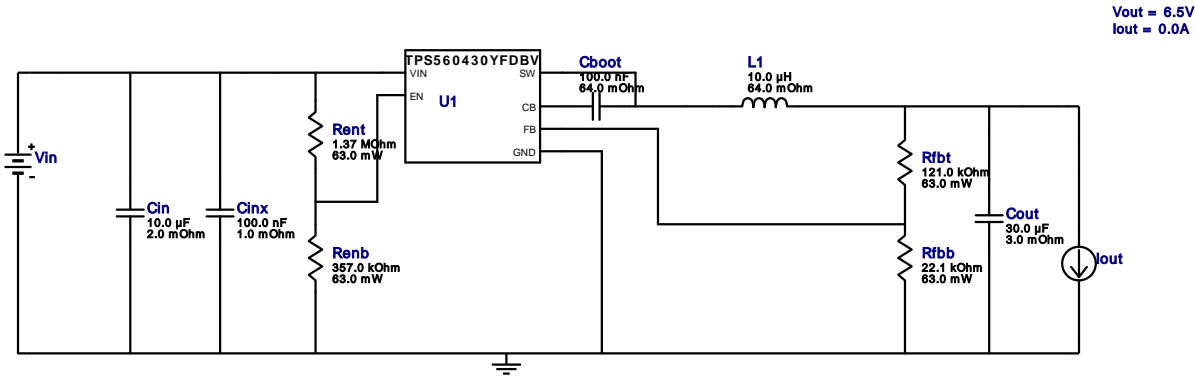 Vout = 6.5V
Iout = 0.0A
TPS560430YFDBV
VIN
SW
EN
U1
CB
FB
GND
Cboot
100.0 nF
64.0 mOhm
L1
10.0 µH
64.0 mOhm
Vin
+
-
Rent
1.37 MOhm
63.0 mW
Cin
10.0 µF
2.0 mOhm
Cinx
100.0 nF
1.0 mOhm
Renb
357.0 kOhm
63.0 mW
Rfbt
121.0 kOhm
63.0 mW
Cout
30.0 µF
3.0 mOhm
Rfbb
22.1 kOhm
63.0 mW
Iout